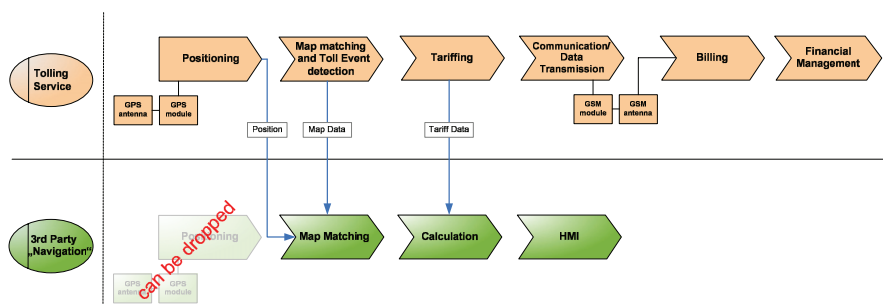 Tolling
Service
Positioning
Map matching
and Toll Event
detection
Tariffing
Communication/
Data
Transmission
Billing
Financial
Management
GPS
antenna
GPS
module
GSM
module
GSM
antenna
Position
Map Data
Tariff Data
3rd Party
„Navigation“
Positioning
can be dropped
Map Matching
Calculation
HMI
GPS
antenna
GPS
module